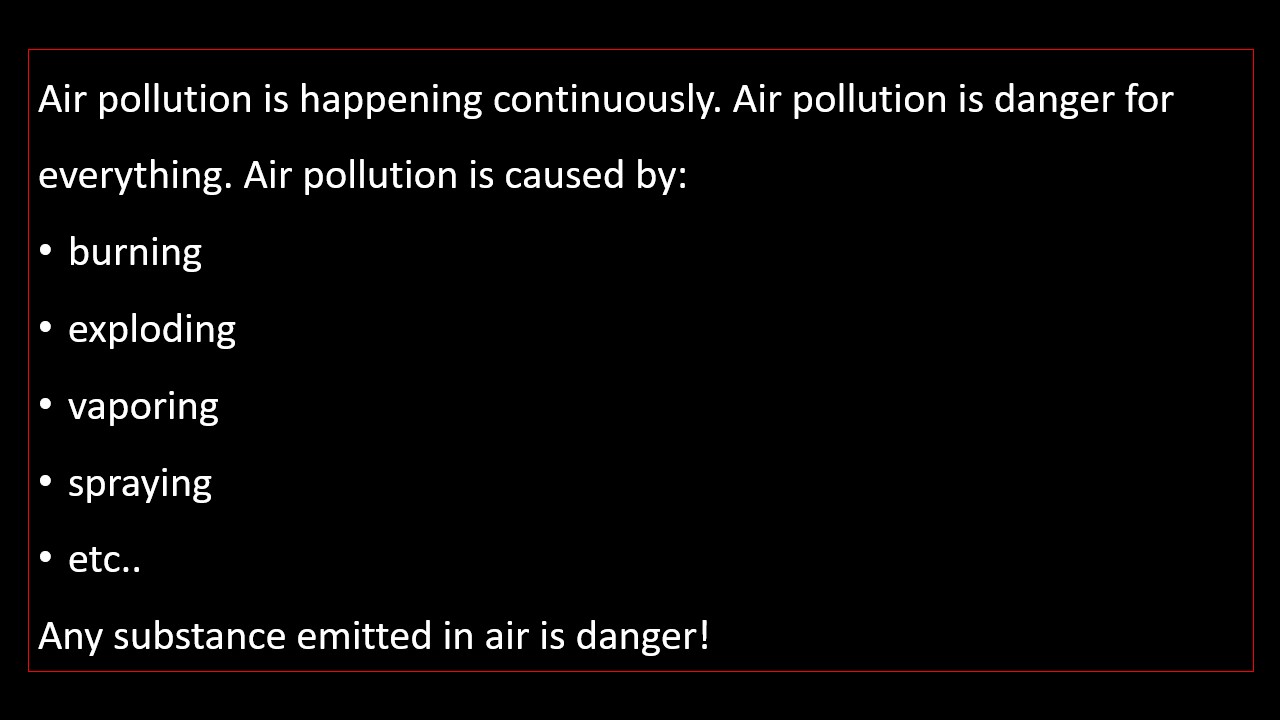 Air pollution is happening continuously. Air pollution is danger for
everything. Air pollution is caused by:
• burning
• exploding
• vaporing
• spraying
• etc..
Any substance emitted in air is danger!